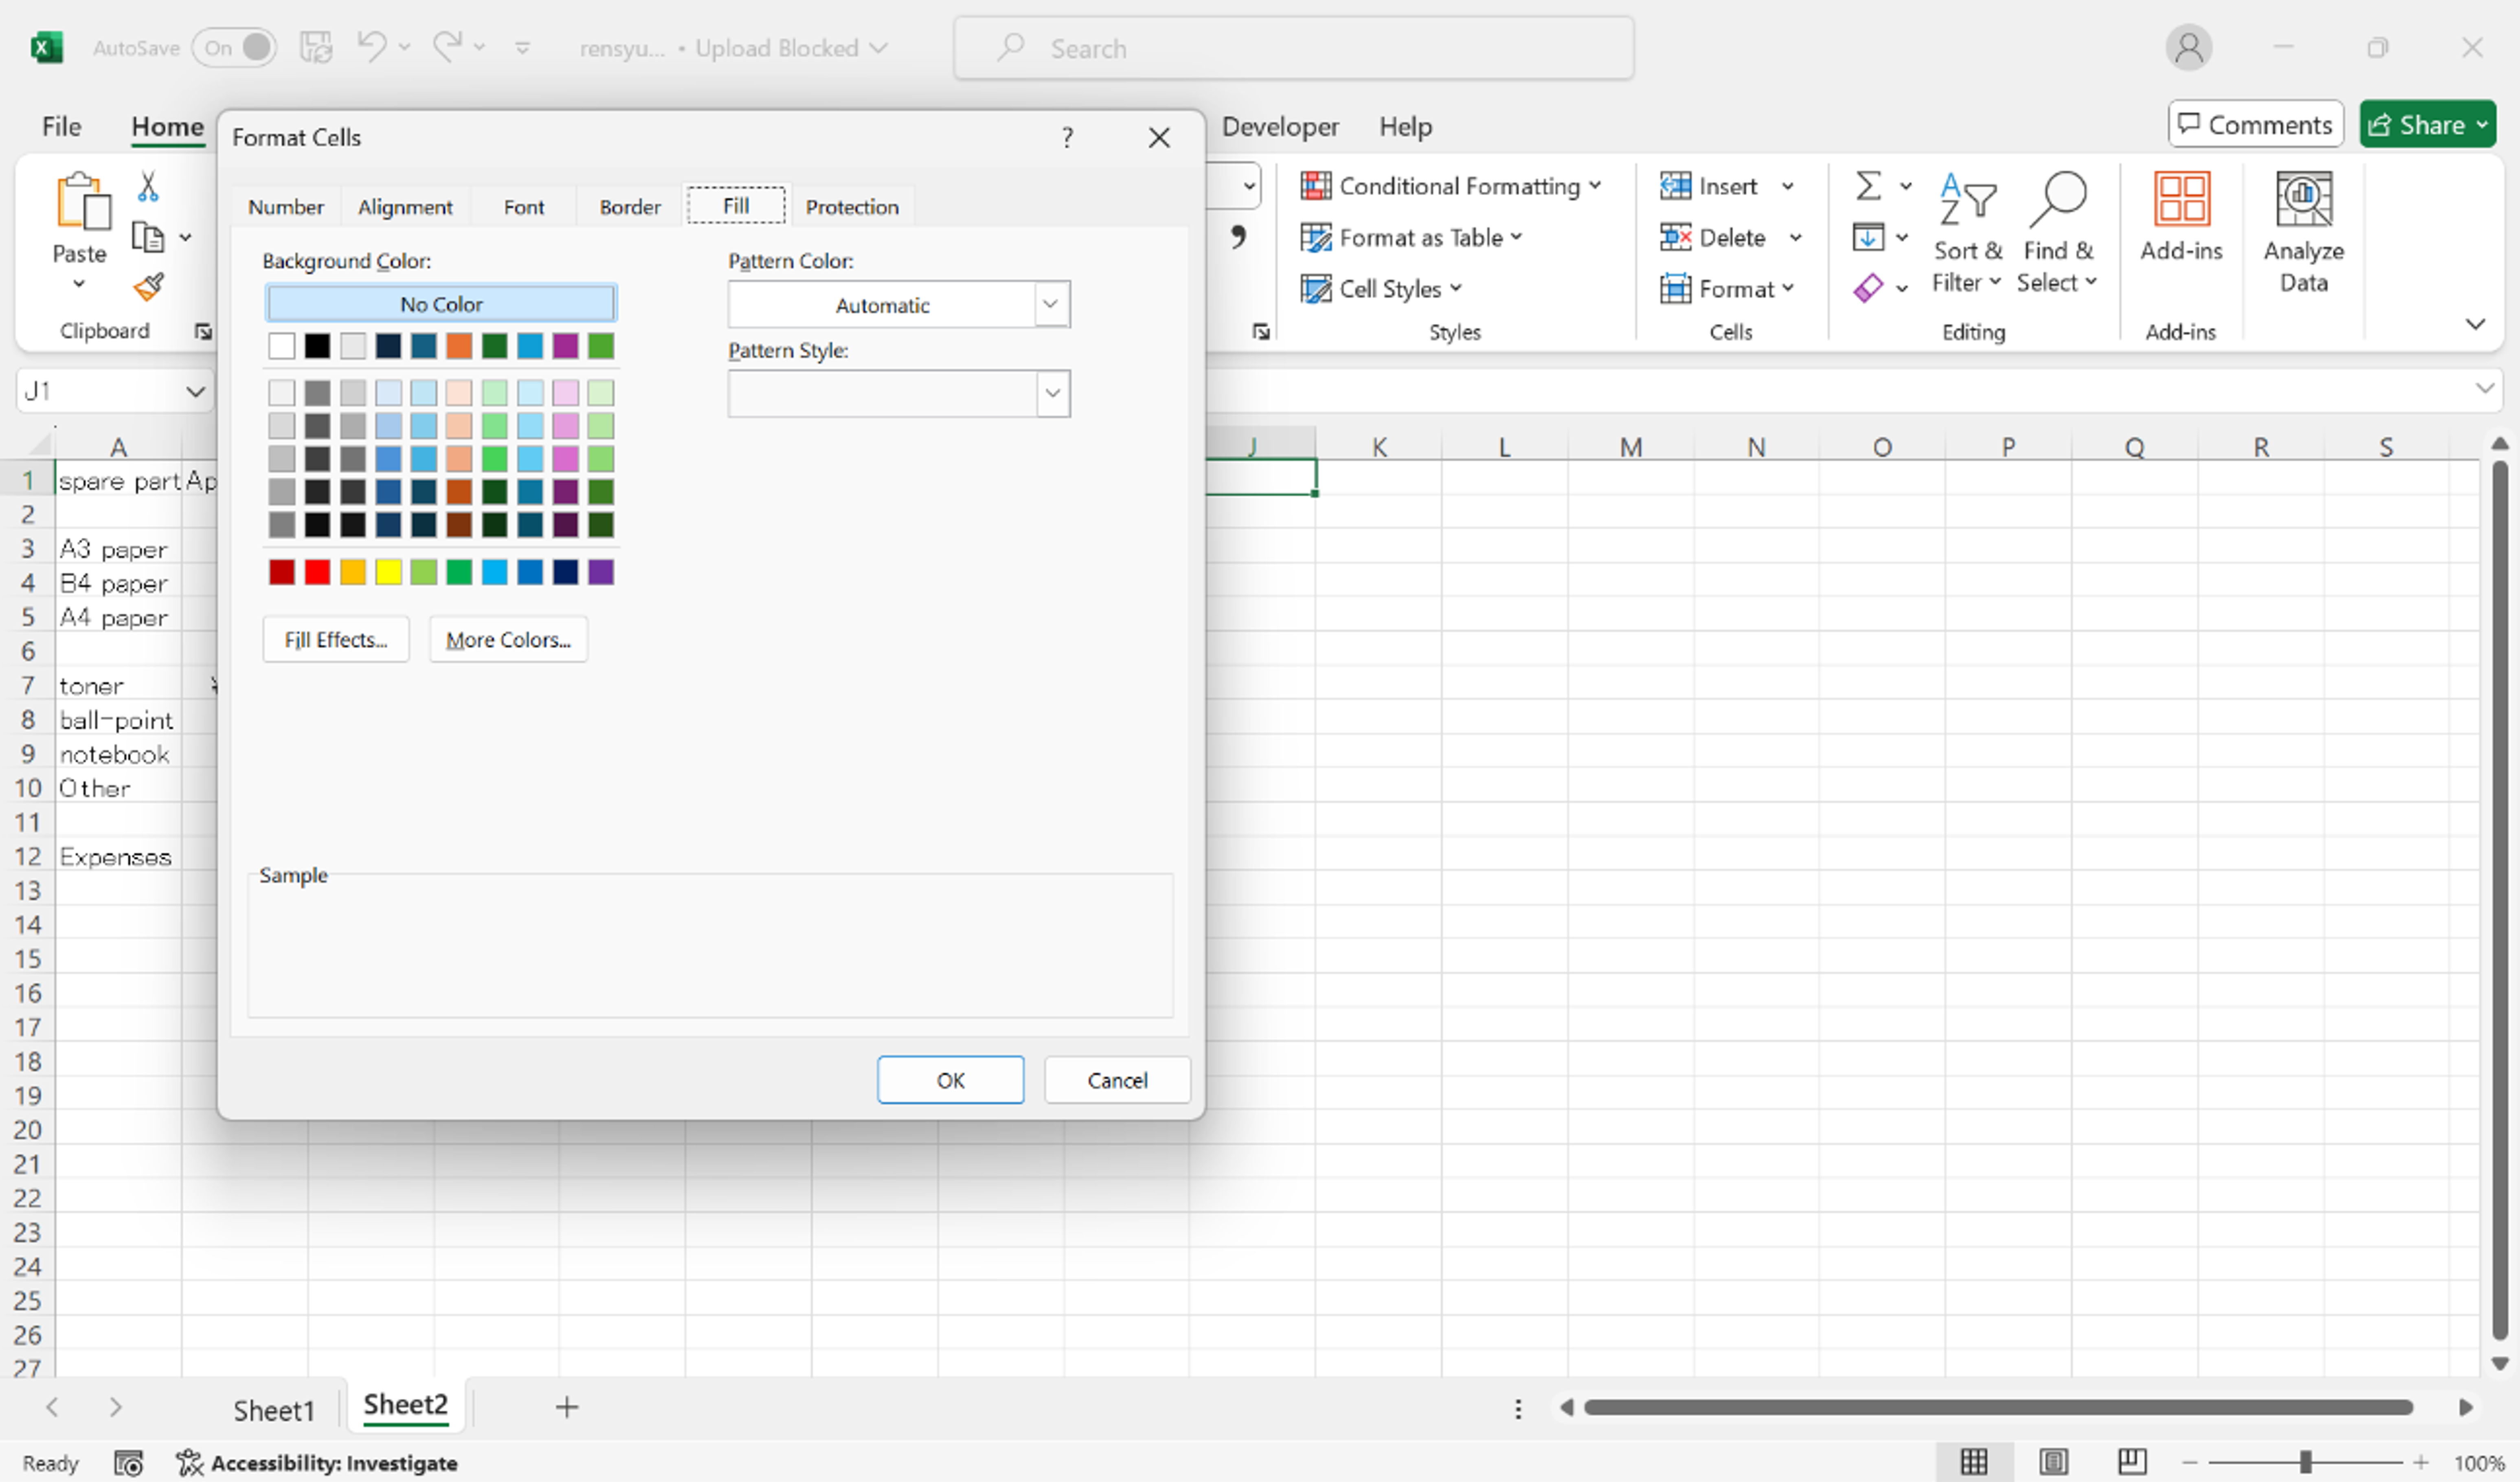 AutoSave On rensyu... • Upload Blocked Search
File Home Developer Help Comments Share
Format Cells ?
Number Alignment Font Border Fill Protection
Background Color:
No Color
Pattern Color:
Automatic
Pattern Style:
Fill Effects... More Colors...
Sample
OK Cancel
Paste
Clipboard
Conditional Formatting
Format as Table
Cell Styles
Styles
Insert
Delete
Format
Cells
Sort &
Filter
Find &
Select
Editing
Add-ins
Add-ins
Analyze
Data
J1
A J K L M N O P Q R S
1 spare part Ap
2
3 A3 paper
4 B4 paper
5 A4 paper
6
7 toner
8 ball-point
9 notebook
10 Other
11
12 Expenses
13
14
15
16
17
18
19
20
21
22
23
24
25
26
27
Sheet1 Sheet2
Ready Accessibility: Investigate 100%